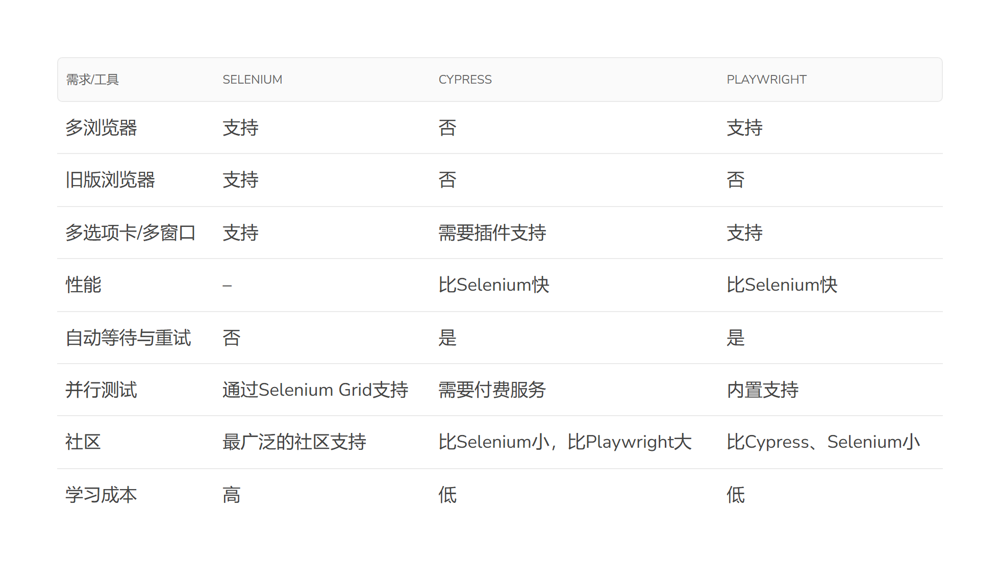 需求/工具 SELENIUM CYPRESS PLAYWRIGHT
多浏览器 支持 否 支持
旧版浏览器 支持 否 否
多选项卡/多窗口 支持 需要插件支持 支持
性能 – 比Selenium快 比Selenium快
自动等待与重试 否 是 是
并行测试 通过Selenium Grid支持 需要付费服务 内置支持
社区 最广泛的社区支持 比Selenium小，比Playwright大 比Cypress、Selenium小
学习成本 高 低 低